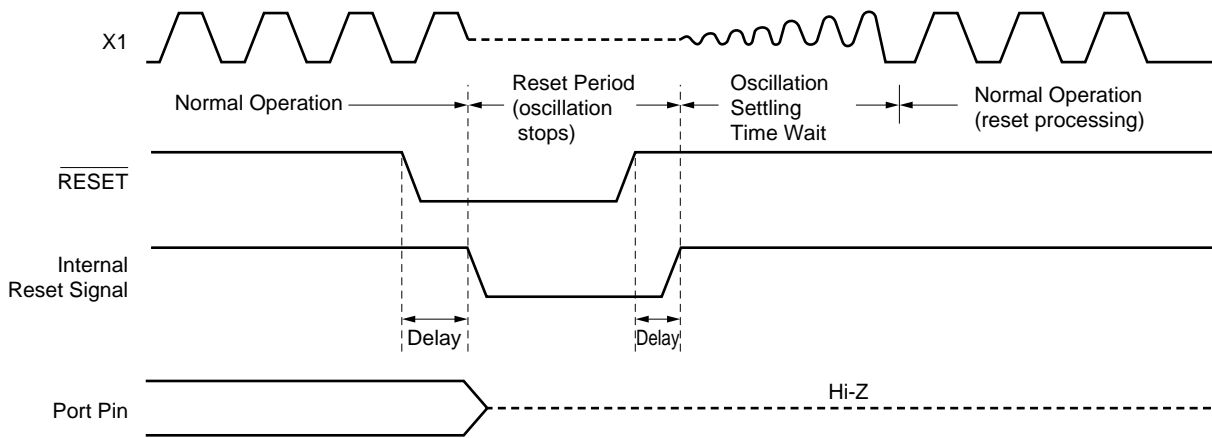 X1
Normal Operation
Reset Period
(oscillation
stops)
Oscillation
Settling
Time Wait
Normal Operation
(reset processing)
RESET
Internal
Reset Signal
Delay
Delay
Port Pin
Hi-Z